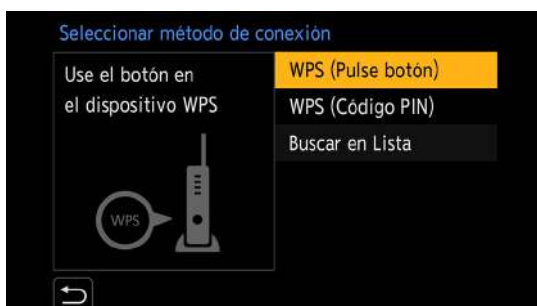 Seleccionar método de conexión
Use el botón en
el dispositivo WPS
WPS
WPS (Pulse botón)
WPS (Código PIN)
Buscar en Lista